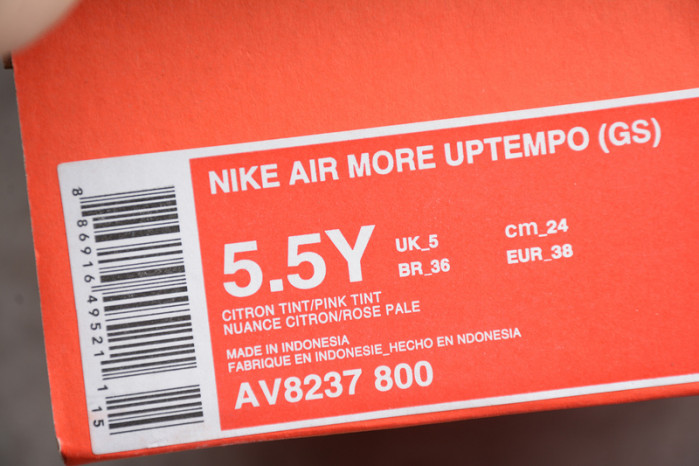 NIKE AIR MORE UPTEMPO (GS)
5.5Y
UK_5
cm_24
BR_36
EUR_38
CITRON TINT/PINK TINT
NUANCE CITRON/ROSE PALE
MADE IN INDONESIA
FABRIQUE EN INDONESIE_HECHO EN NDONESIA
AV8237 800
8 86916 49521 1 15